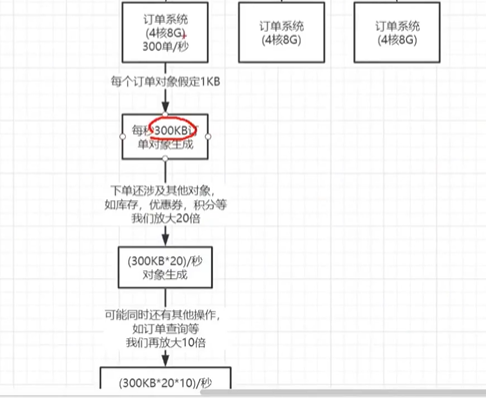 订单系统
(4核8G)
300单/秒
订单系统
(4核8G)
订单系统
(4核8G)
每个订单对象假定1KB
每秒300KB订
单对象生成
下单还涉及其他对象,
如库存,优惠券,积分等
我们放大20倍
(300KB*20)/秒
对象生成
可能同时还有其他操作,
如订单查询等
我们再放大10倍
(300KB*20*10)/秒